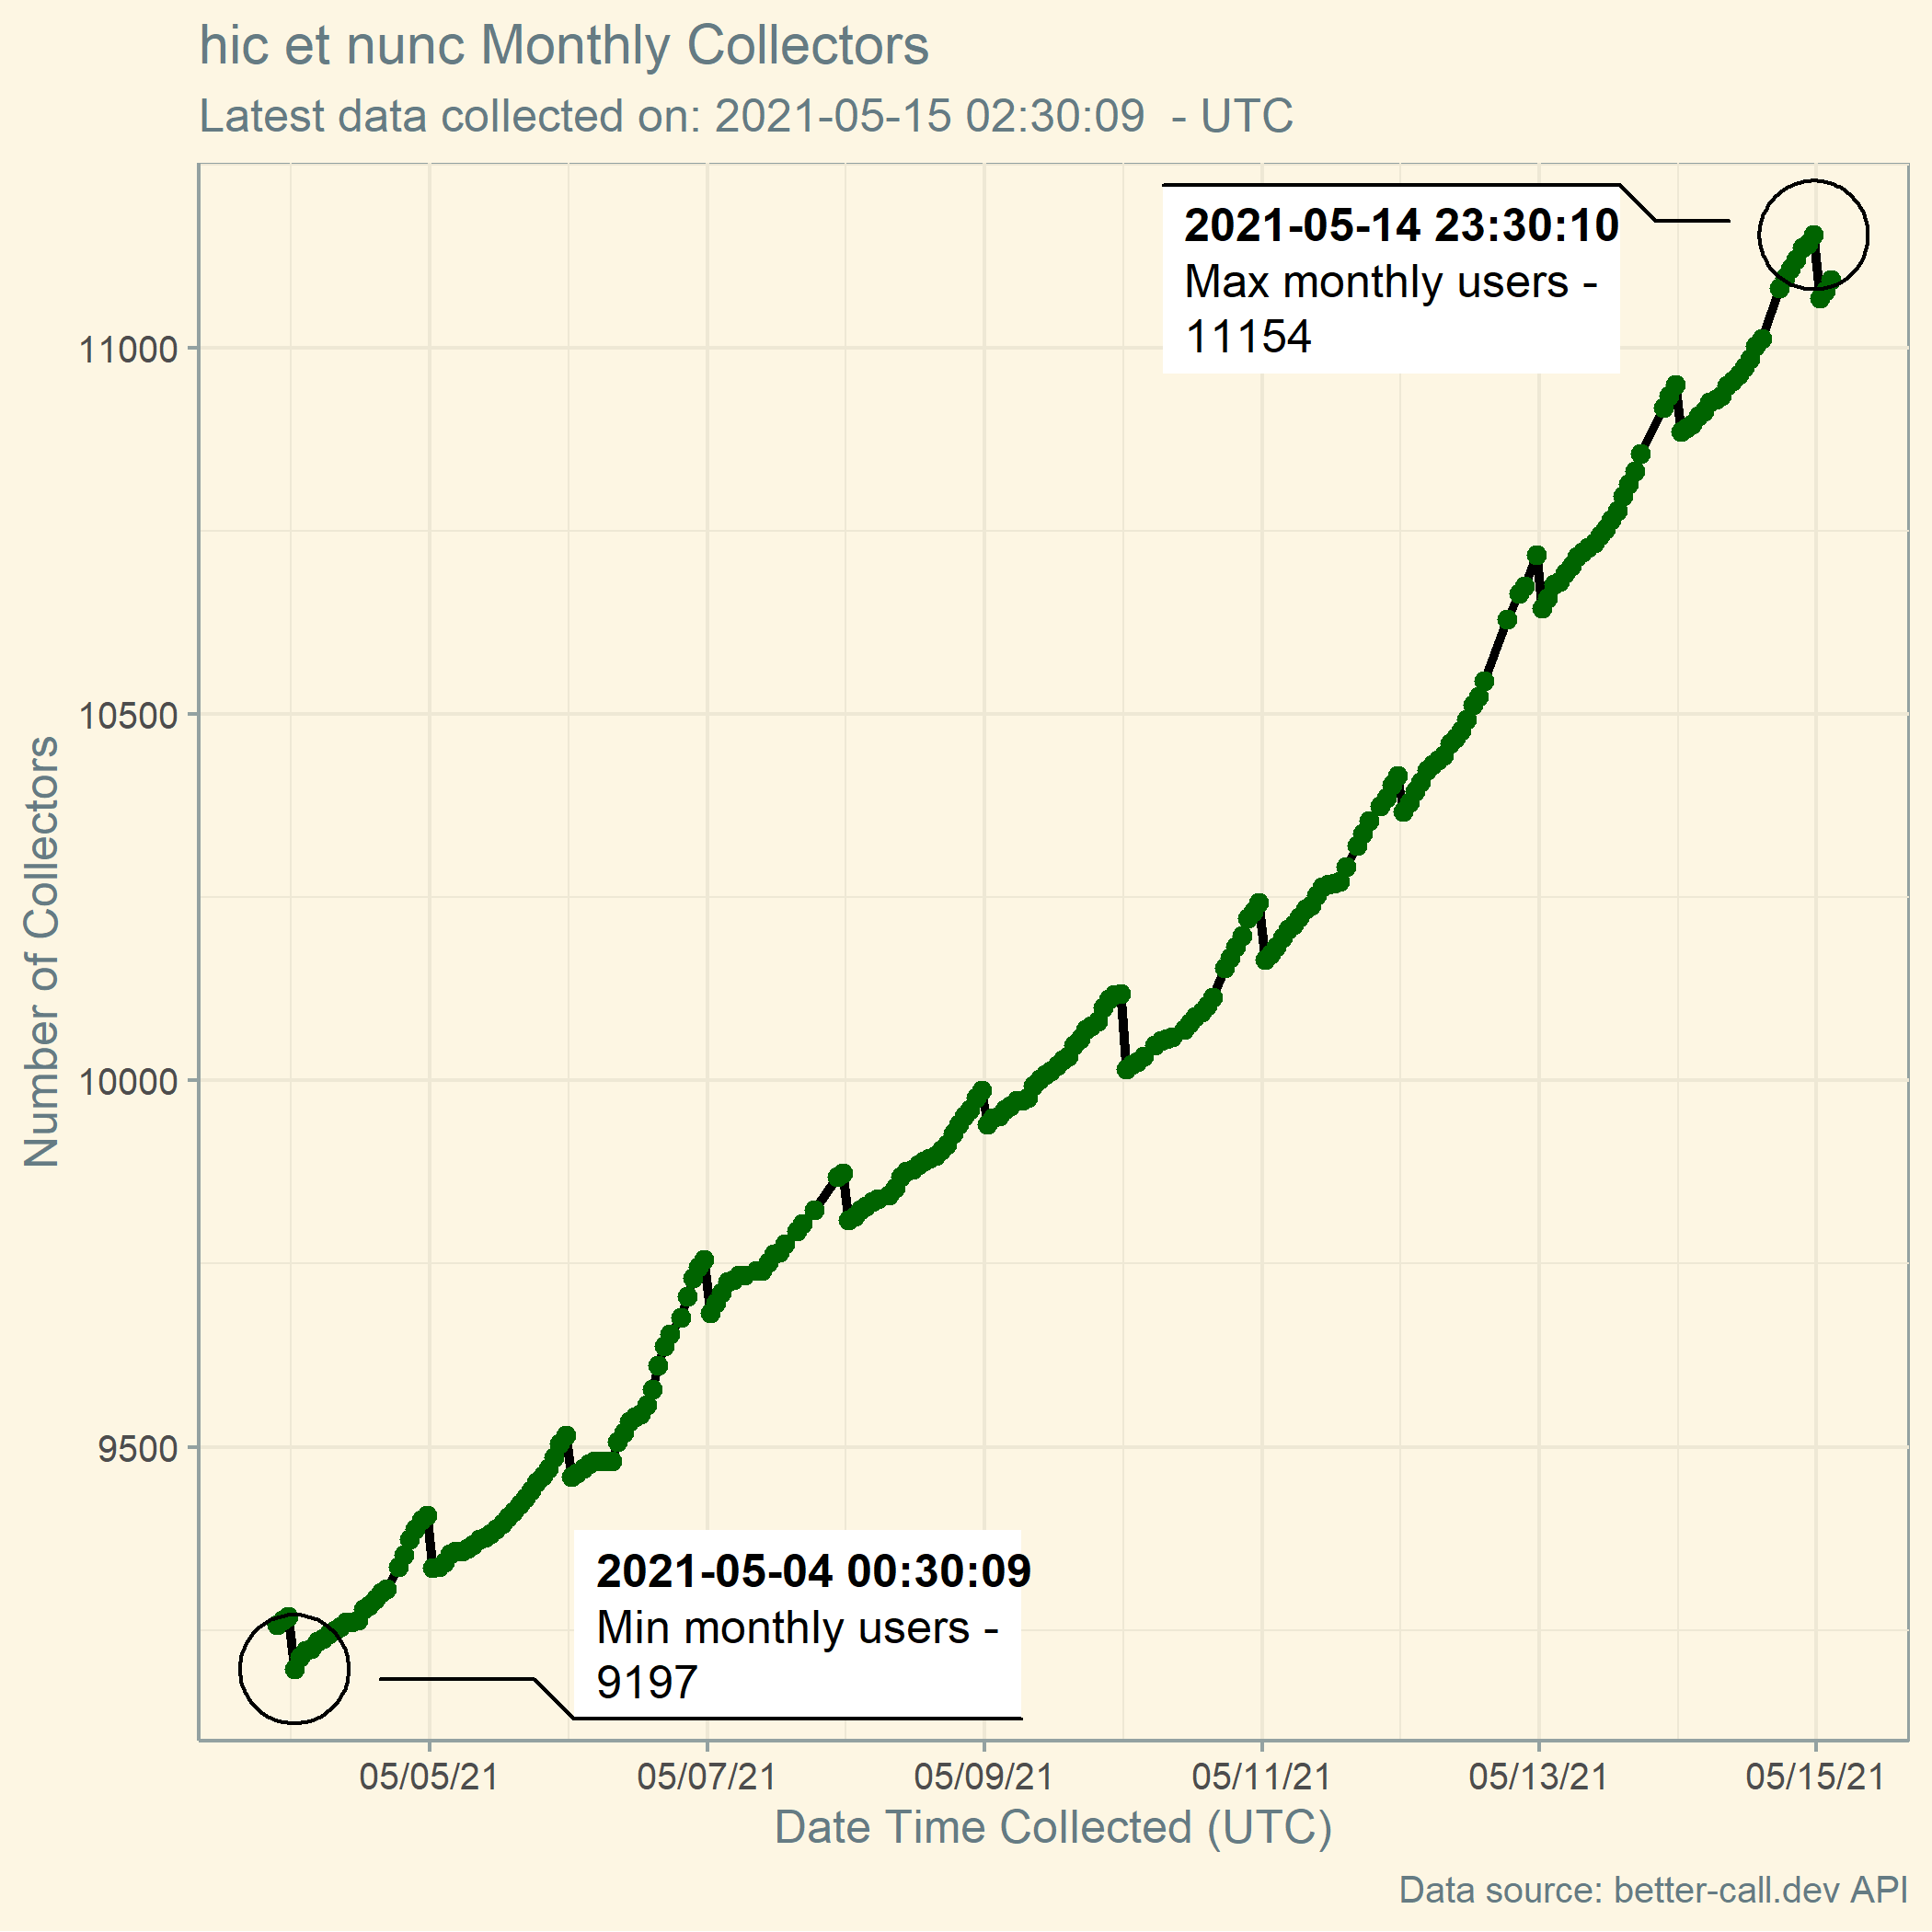 hic et nunc Monthly Collectors
Latest data collected on: 2021-05-15 02:30:09  - UTC
2021-05-14 23:30:10
Max monthly users -
11154
11000
10500
10000
9500
Number of Collectors
2021-05-04 00:30:09
Min monthly users -
9197
05/05/21 05/07/21 05/09/21 05/11/21 05/13/21 05/15/21
Date Time Collected (UTC)
Data source: better-call.dev API